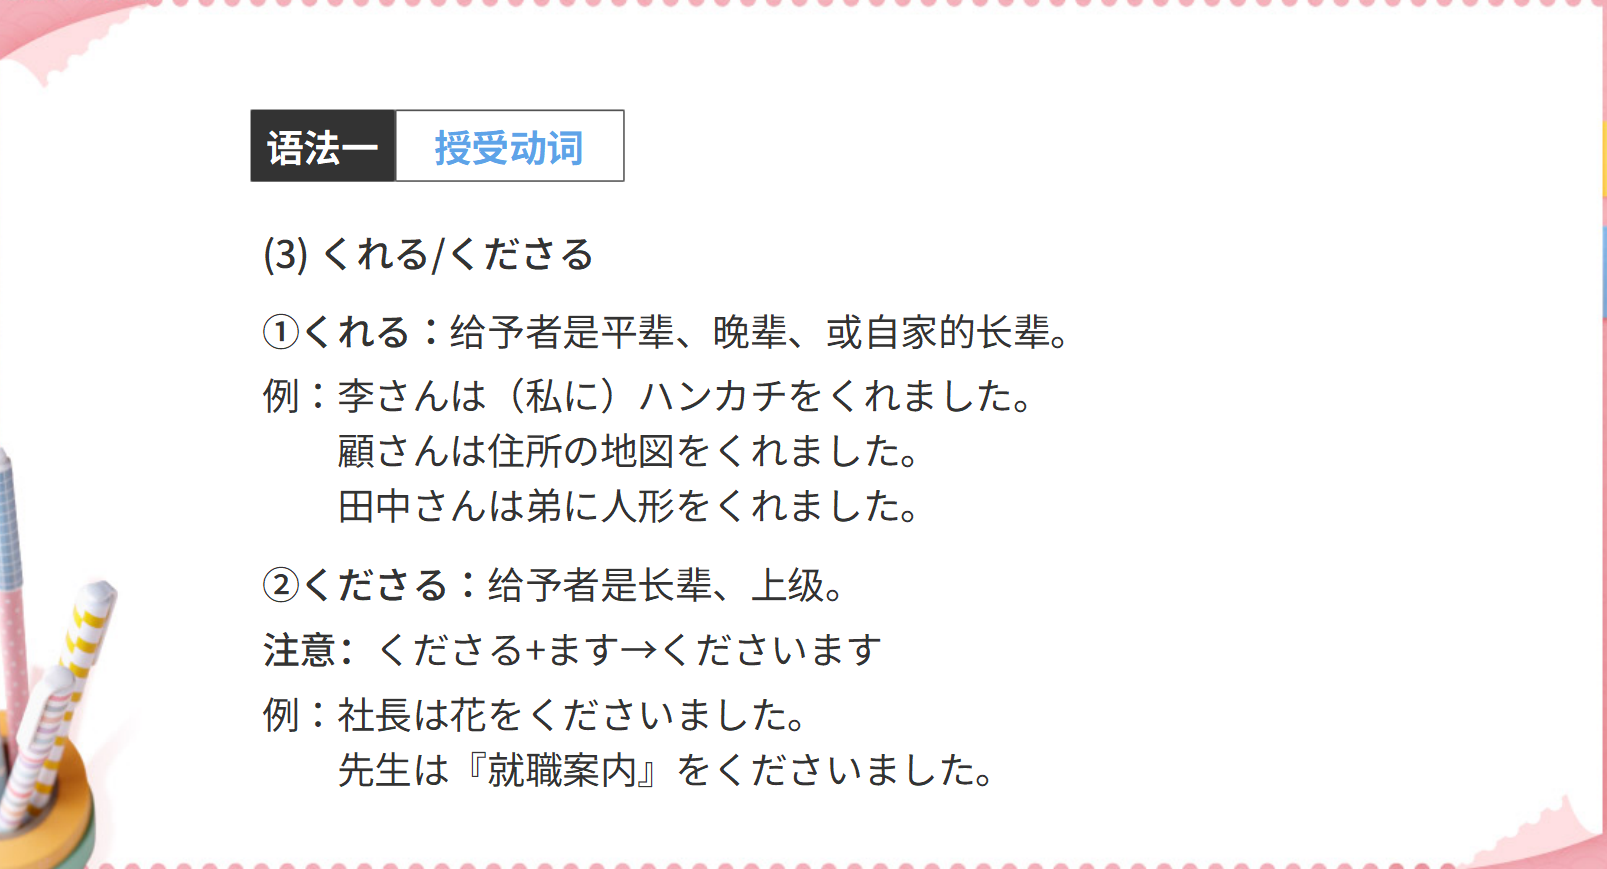 语法一 授受动词
(3) くれる/くださる
①くれる：给予者是平辈、晚辈、或自家的长辈。
例：李さんは（私に）ハンカチをくれました。
顧さんは住所の地図をくれました。
田中さんは弟に人形をくれました。
②くださる：给予者是长辈、上级。
注意：くださる+ます→くださいます
例：社長は花をくださいました。
先生は『就職案内』をくださいました。